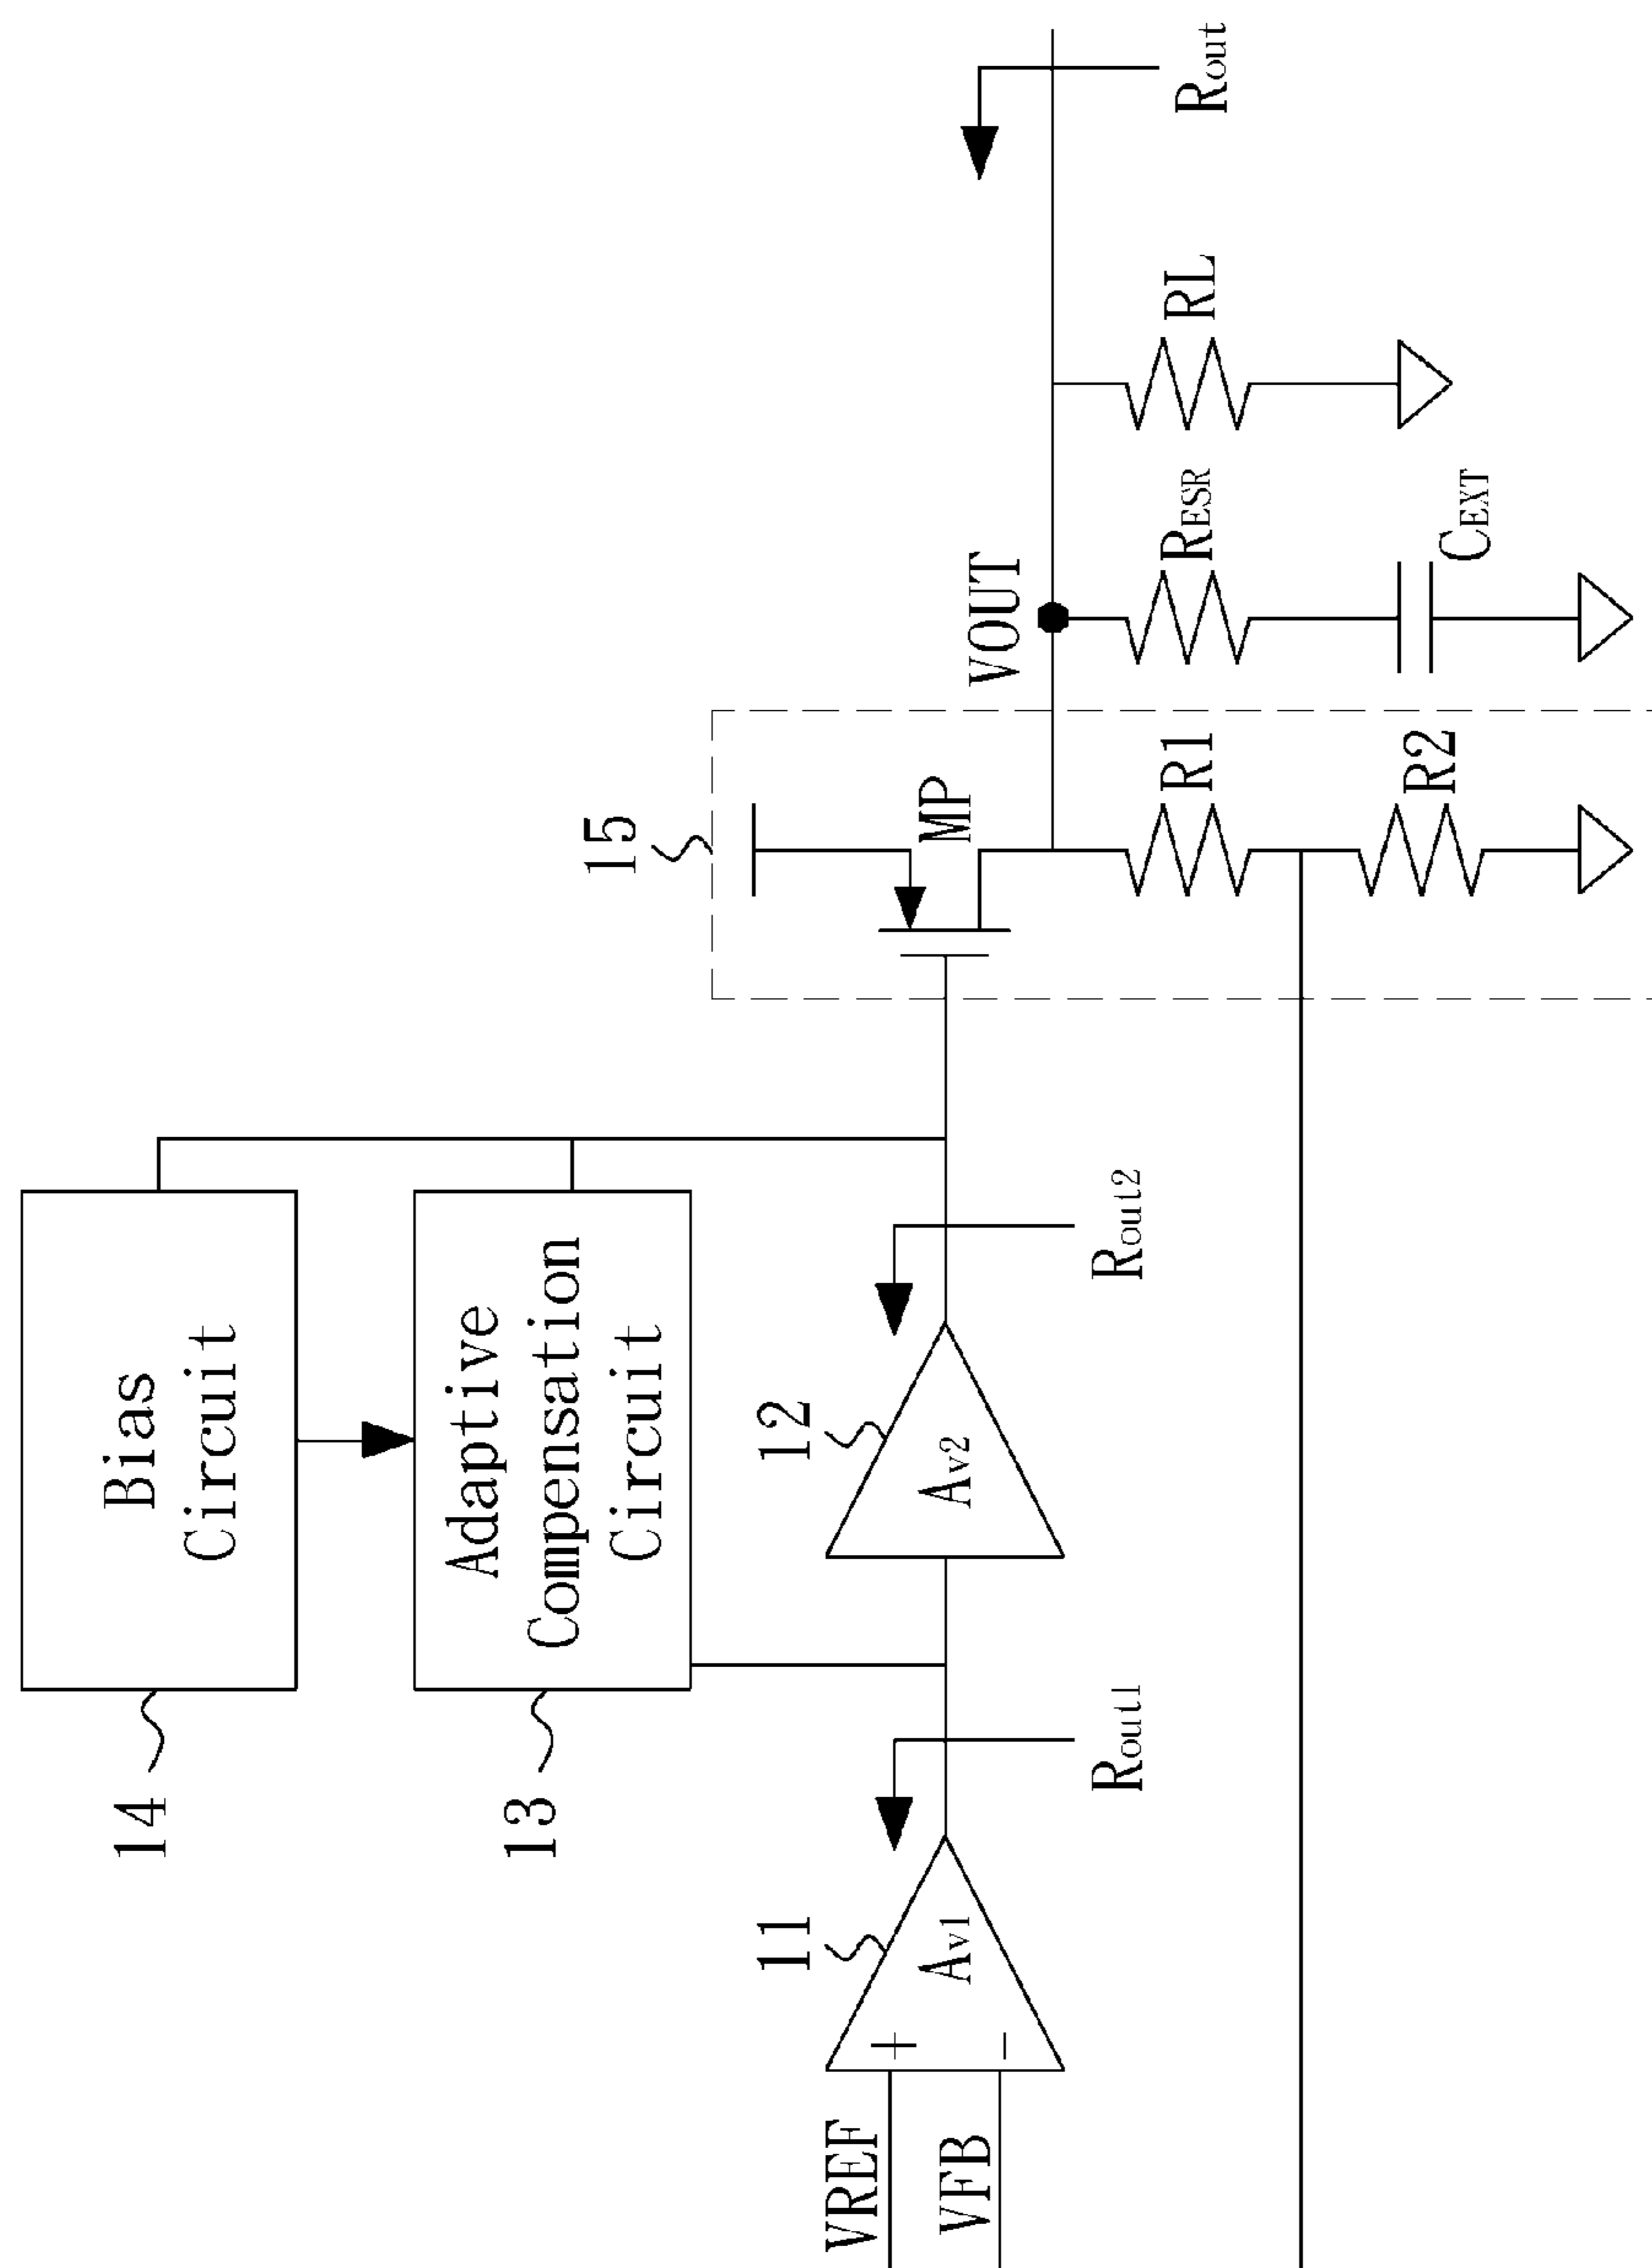 14
Bias
Circuit
13
Adaptive
Compensation
Circuit
11
Av1
+
-
VREF
VFB
Rout1
12
Av2
Rout2
15
MP
VOUT
R1
R2
RESR
CEXT
RL
Rout